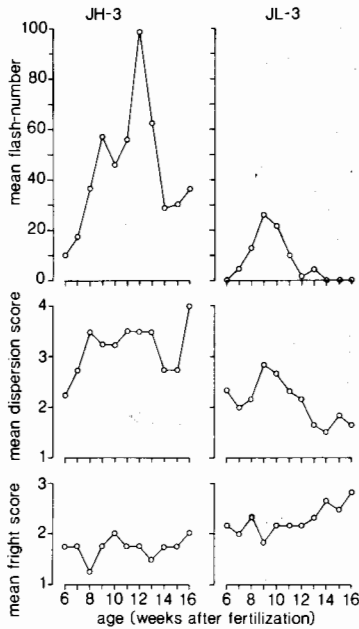 JH-3 JL-3
mean flash-number
100
80
60
40
20
0
mean dispersion score
4
3
2
1
mean fright score
3
2
1
6 8 10 12 14 16 6 8 10 12 14 16
age (weeks after fertilization)